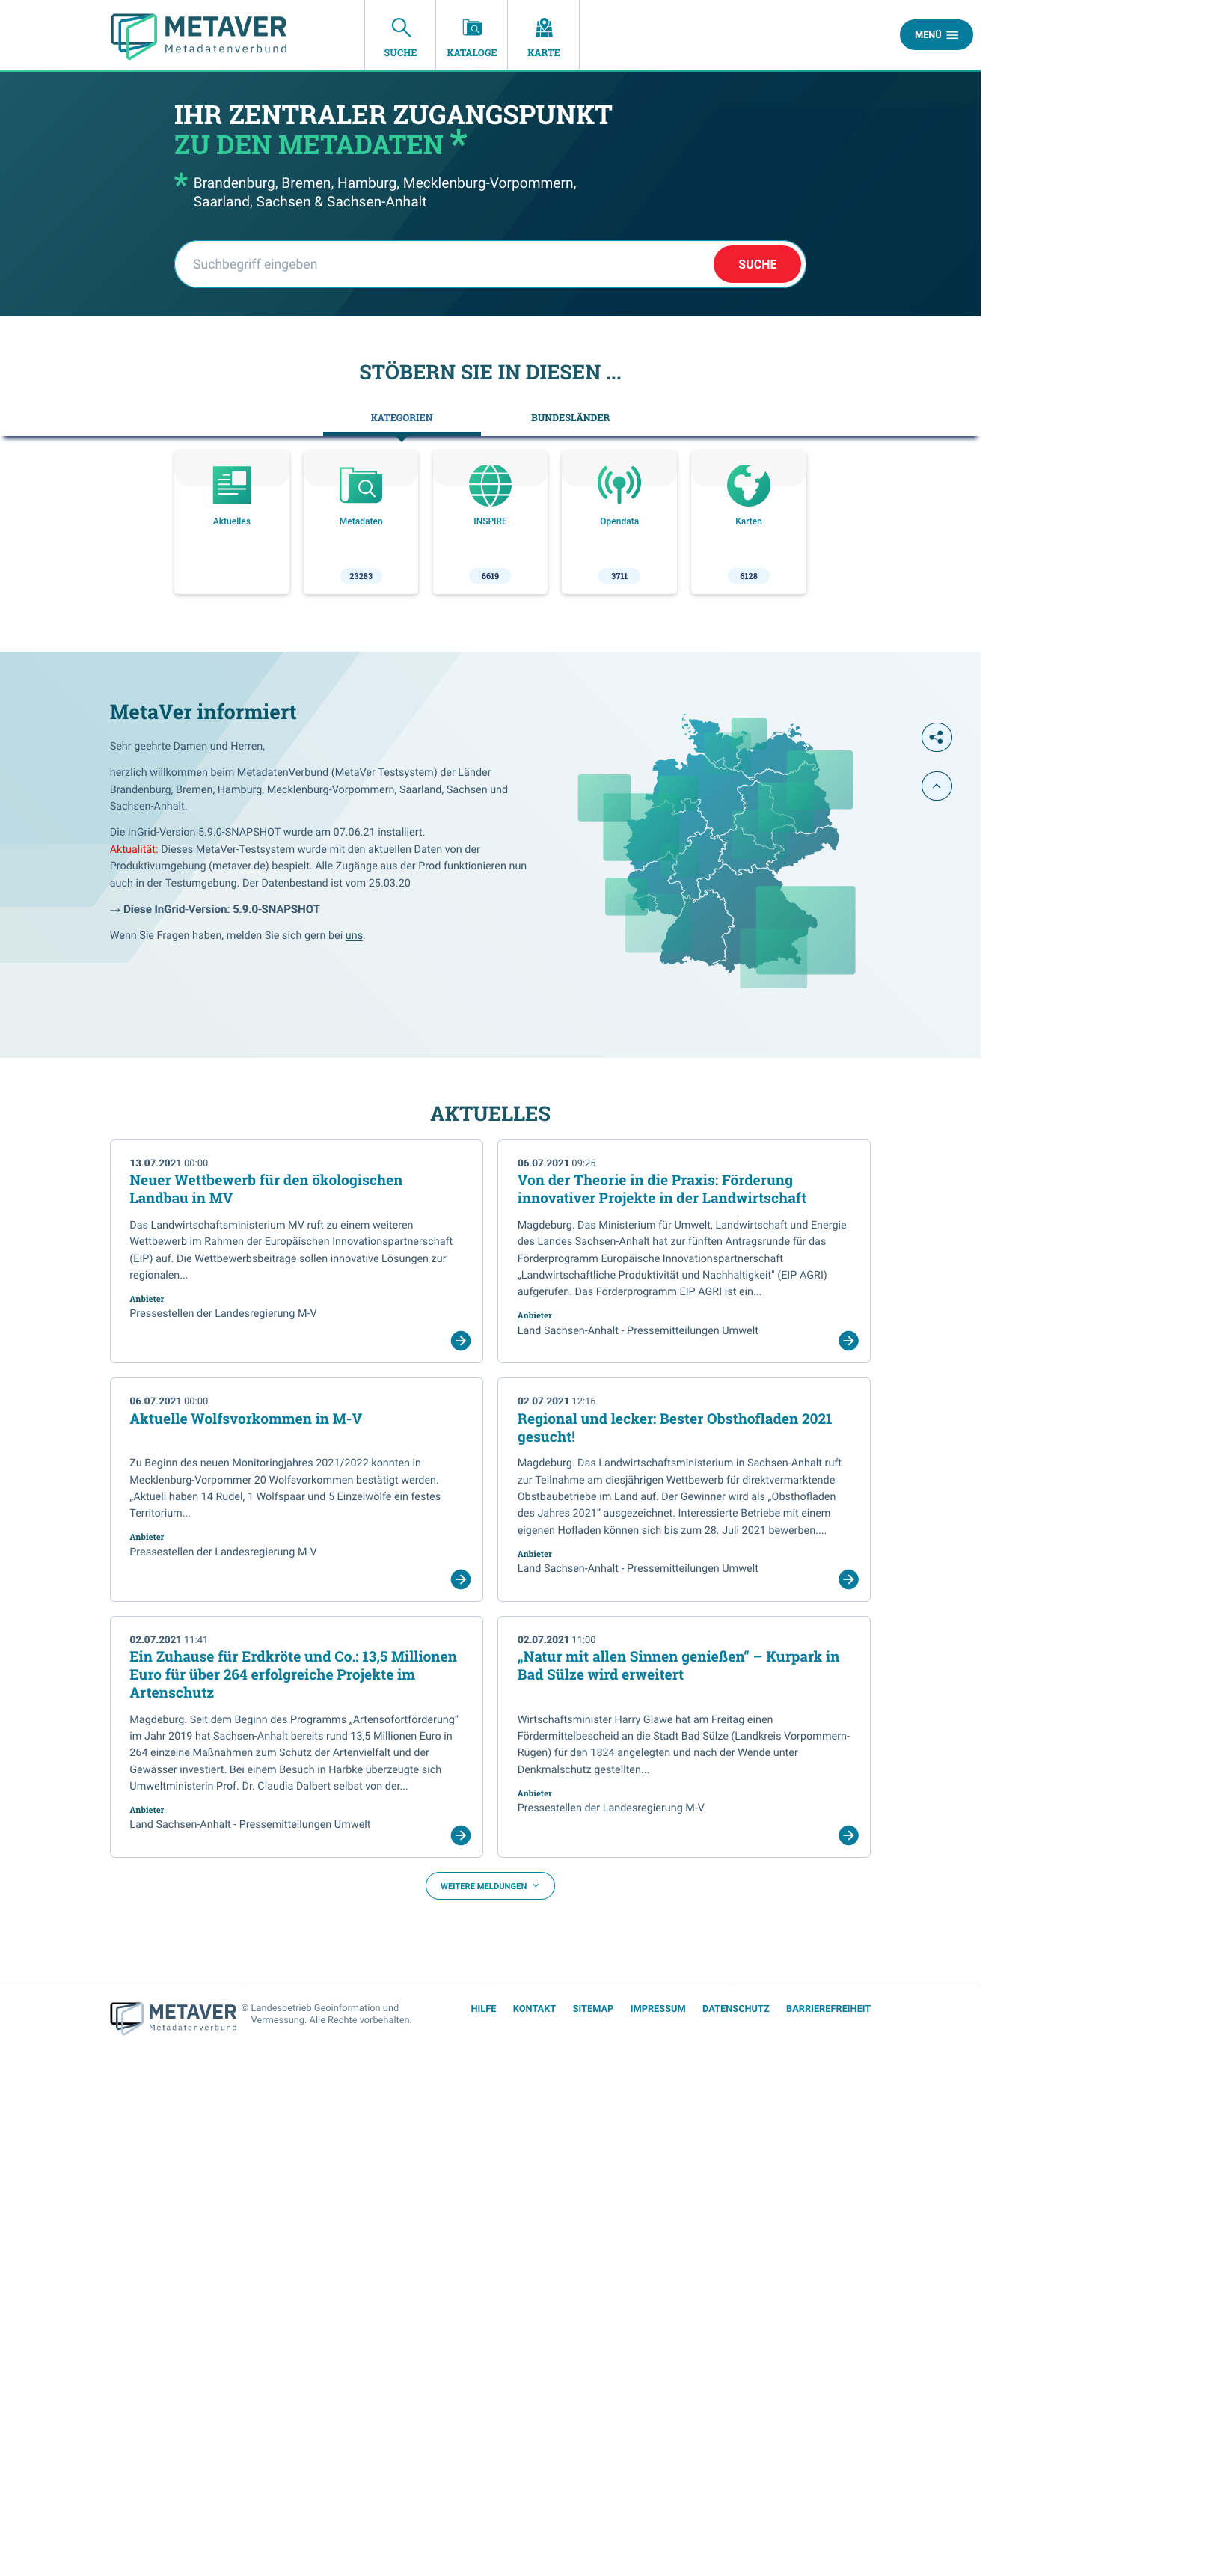 METAVER
Metadatenverbund
SUCHE
KATALOGE
KARTE
MENÜ
IHR ZENTRALER ZUGANGSPUNKT
ZU DEN METADATEN *
* Brandenburg, Bremen, Hamburg, Mecklenburg-Vorpommern,
Saarland, Sachsen & Sachsen-Anhalt
Suchbegriff eingeben
SUCHE
STÖBERN SIE IN DIESEN ...
KATEGORIEN
BUNDESLÄNDER
Aktuelles
Metadaten
INSPIRE
Opendata
Karten
23283
6619
3711
6128
MetaVer informiert
Sehr geehrte Damen und Herren,
herzlich willkommen beim MetadatenVerbund (MetaVer Testsystem) der Länder
Brandenburg, Bremen, Hamburg, Mecklenburg-Vorpommern, Saarland, Sachsen und
Sachsen-Anhalt.
Die InGrid-Version 5.9.0-SNAPSHOT wurde am 07.06.21 installiert.
Aktualität: Dieses MetaVer-Testsystem wurde mit den aktuellen Daten von der
Produktivumgebung (metaver.de) bespielt. Alle Zugänge aus der Prod funktionieren nun
auch in der Testumgebung. Der Datenbestand ist vom 25.03.20
→ Diese InGrid-Version: 5.9.0-SNAPSHOT
Wenn Sie Fragen haben, melden Sie sich gern bei uns.
AKTUELLES
13.07.2021 00:00
Neuer Wettbewerb für den ökologischen
Landbau in MV
Das Landwirtschaftsministerium MV ruft zu einem weiteren
Wettbewerb im Rahmen der Europäischen Innovationspartnerschaft
(EIP) auf. Die Wettbewerbsbeiträge sollen innovative Lösungen zur
regionalen...
Anbieter
Pressestellen der Landesregierung M-V
06.07.2021 09:25
Von der Theorie in die Praxis: Förderung
innovativer Projekte in der Landwirtschaft
Magdeburg. Das Ministerium für Umwelt, Landwirtschaft und Energie
des Landes Sachsen-Anhalt hat zur fünften Antragsrunde für das
Förderprogramm Europäische Innovationspartnerschaft
„Landwirtschaftliche Produktivität und Nachhaltigkeit" (EIP AGRI)
aufgerufen. Das Förderprogramm EIP AGRI ist ein...
Anbieter
Land Sachsen-Anhalt - Pressemitteilungen Umwelt
06.07.2021 00:00
Aktuelle Wolfsvorkommen in M-V
Zu Beginn des neuen Monitoringjahres 2021/2022 konnten in
Mecklenburg-Vorpommer 20 Wolfsvorkommen bestätigt werden.
„Aktuell haben 14 Rudel, 1 Wolfspaar und 5 Einzelwölfe ein festes
Territorium...
Anbieter
Pressestellen der Landesregierung M-V
02.07.2021 12:16
Regional und lecker: Bester Obsthofladen 2021
gesucht!
Magdeburg. Das Landwirtschaftsministerium in Sachsen-Anhalt ruft
zur Teilnahme am diesjährigen Wettbewerb für direktvermarktende
Obstbaubetriebe im Land auf. Der Gewinner wird als „Obsthofladen
des Jahres 2021“ ausgezeichnet. Interessierte Betriebe mit einem
eigenen Hofladen können sich bis zum 28. Juli 2021 bewerben....
Anbieter
Land Sachsen-Anhalt - Pressemitteilungen Umwelt
02.07.2021 11:41
Ein Zuhause für Erdkröte und Co.: 13,5 Millionen
Euro für über 264 erfolgreiche Projekte im
Artenschutz
Magdeburg. Seit dem Beginn des Programms „Artensofortförderung“
im Jahr 2019 hat Sachsen-Anhalt bereits rund 13,5 Millionen Euro in
264 einzelne Maßnahmen zum Schutz der Artenvielfalt und der
Gewässer investiert. Bei einem Besuch in Harbke überzeugte sich
Umweltministerin Prof. Dr. Claudia Dalbert selbst von der...
Anbieter
Land Sachsen-Anhalt - Pressemitteilungen Umwelt
02.07.2021 11:00
„Natur mit allen Sinnen genießen“ – Kurpark in
Bad Sülze wird erweitert
Wirtschaftsminister Harry Glawe hat am Freitag einen
Fördermittelbescheid an die Stadt Bad Sülze (Landkreis Vorpommern-
Rügen) für den 1824 angelegten und nach der Wende unter
Denkmalschutz gestellten...
Anbieter
Pressestellen der Landesregierung M-V
WEITERE MELDUNGEN
METAVER
Metadatenverbund
© Landesbetrieb Geoinformation und
Vermessung. Alle Rechte vorbehalten.
HILFE
KONTAKT
SITEMAP
IMPRESSUM
DATENSCHUTZ
BARRIEREFREIHEIT